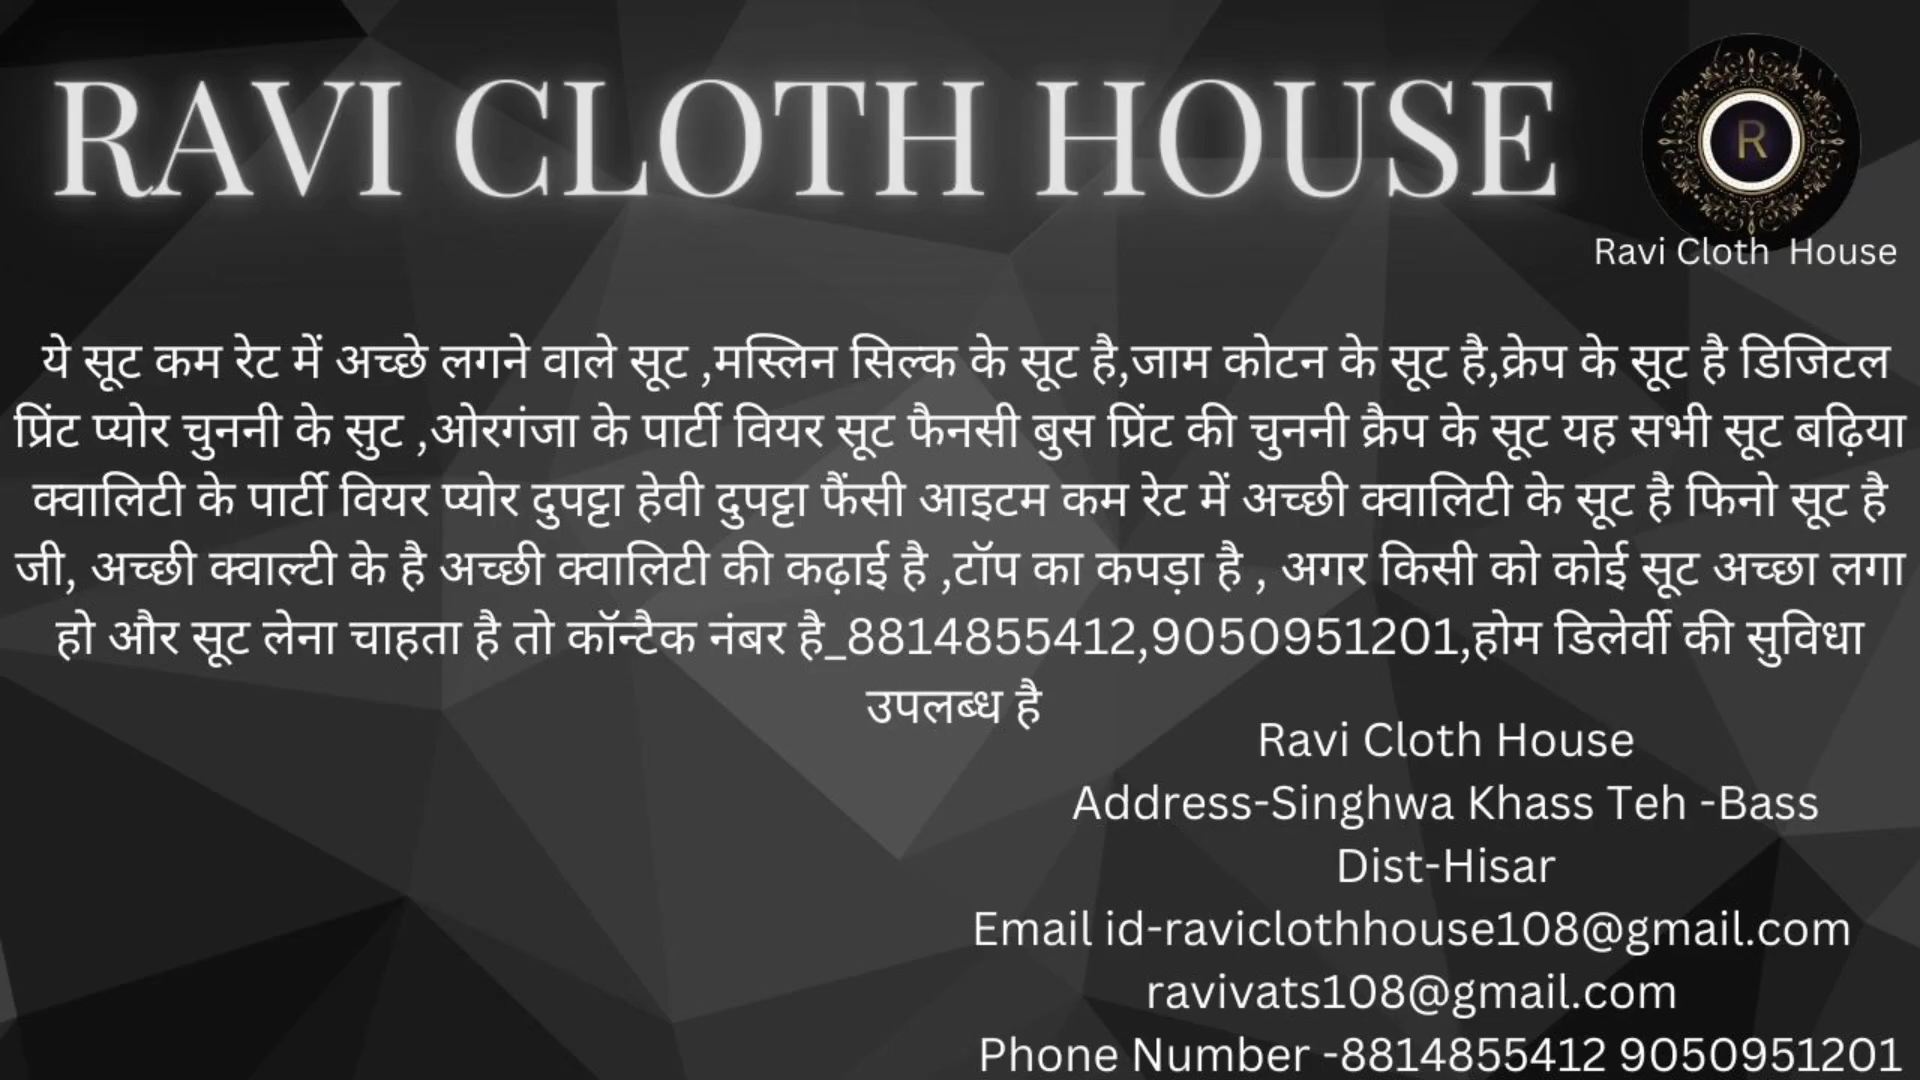 RAVI CLOTH HOUSE
R
Ravi Cloth House
ये सूट कम रेट में अच्छे लगने वाले सूट ,मस्लिन सिल्क के सूट है,जाम कोटन के सूट है,क्रेप के सूट है डिजिटल
प्रिंट प्योर चुननी के सुट ,ओरगंजा के पार्टी वियर सूट फैनसी बुस प्रिंट की चुननी क्रैप के सूट यह सभी सूट बढ़िया
क्वालिटी के पार्टी वियर प्योर दुपट्टा हेवी दुपट्टा फैंसी आइटम कम रेट में अच्छी क्वालिटी के सूट है फिनो सूट है
जी, अच्छी क्वाल्टी के है अच्छी क्वालिटी की कढ़ाई है ,टॉप का कपड़ा है , अगर किसी को कोई सूट अच्छा लगा
हो और सूट लेना चाहता है तो कॉन्टैक नंबर है_8814855412,9050951201,होम डिलेर्वी की सुविधा
उपलब्ध है
Ravi Cloth House
Address-Singhwa Khass Teh -Bass
Dist-Hisar
Email id-raviclothhouse108@gmail.com
ravivats108@gmail.com
Phone Number -8814855412 9050951201